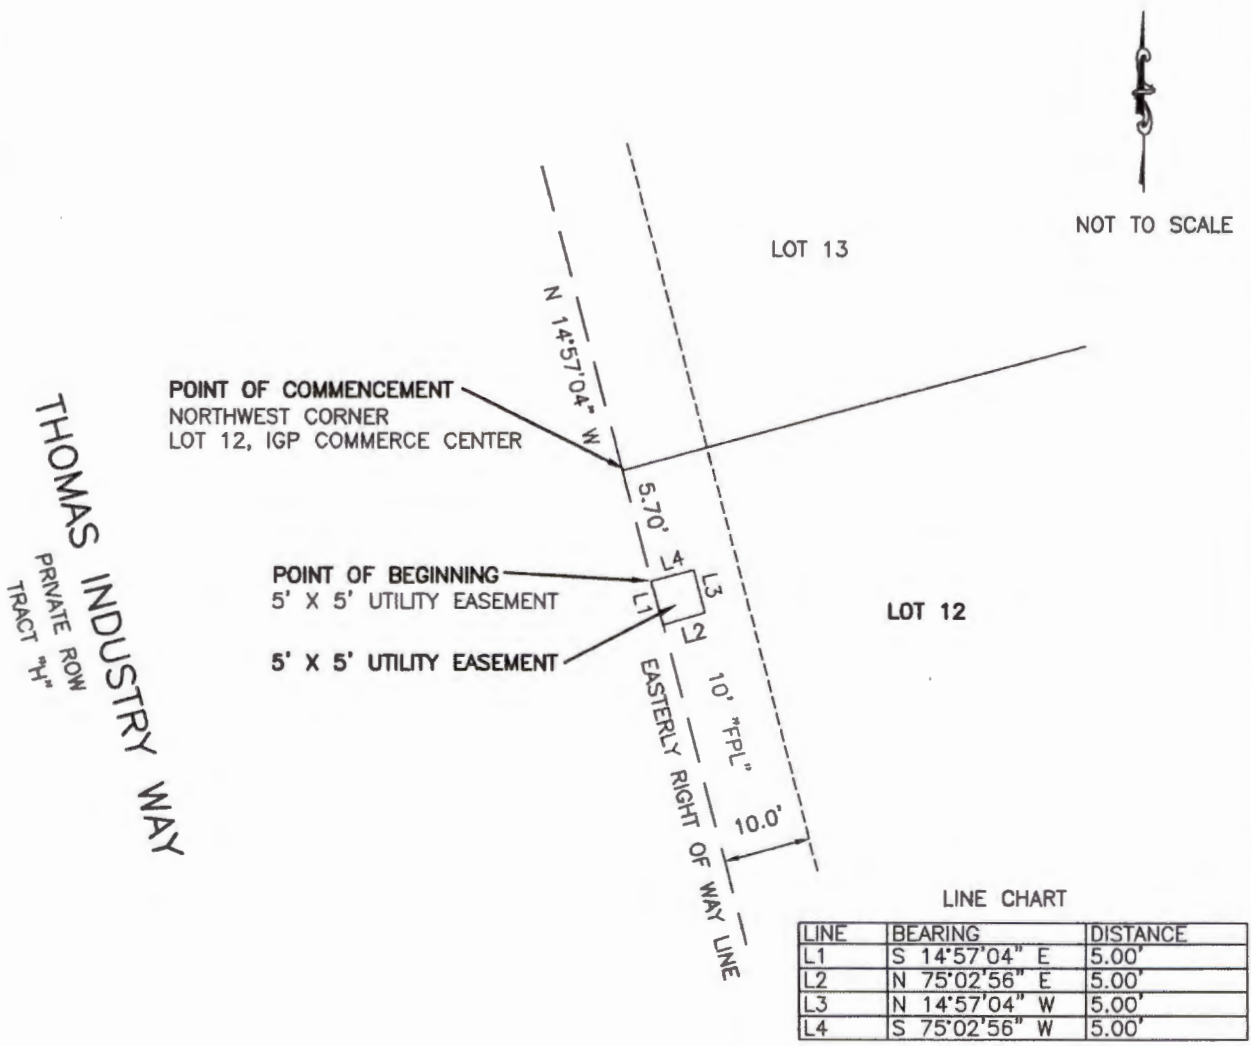 NOT TO SCALE
LOT 13
N 14°57'04" W
POINT OF COMMENCEMENT
NORTHWEST CORNER
LOT 12, IGP COMMERCE CENTER
THOMAS INDUSTRY WAY
PRIVATE ROW
TRACT "H"
5.70'
L4
L3
L1
L2
POINT OF BEGINNING
5' X 5' UTILITY EASEMENT
5' X 5' UTILITY EASEMENT
LOT 12
10' "FPL"
EASTERLY RIGHT OF WAY LINE
10.0'
LINE CHART
LINE BEARING DISTANCE
L1 S 14°57'04" E 5.00'
L2 N 75°02'56" E 5.00'
L3 N 14°57'04" W 5.00'
L4 S 75°02'56" W 5.00'